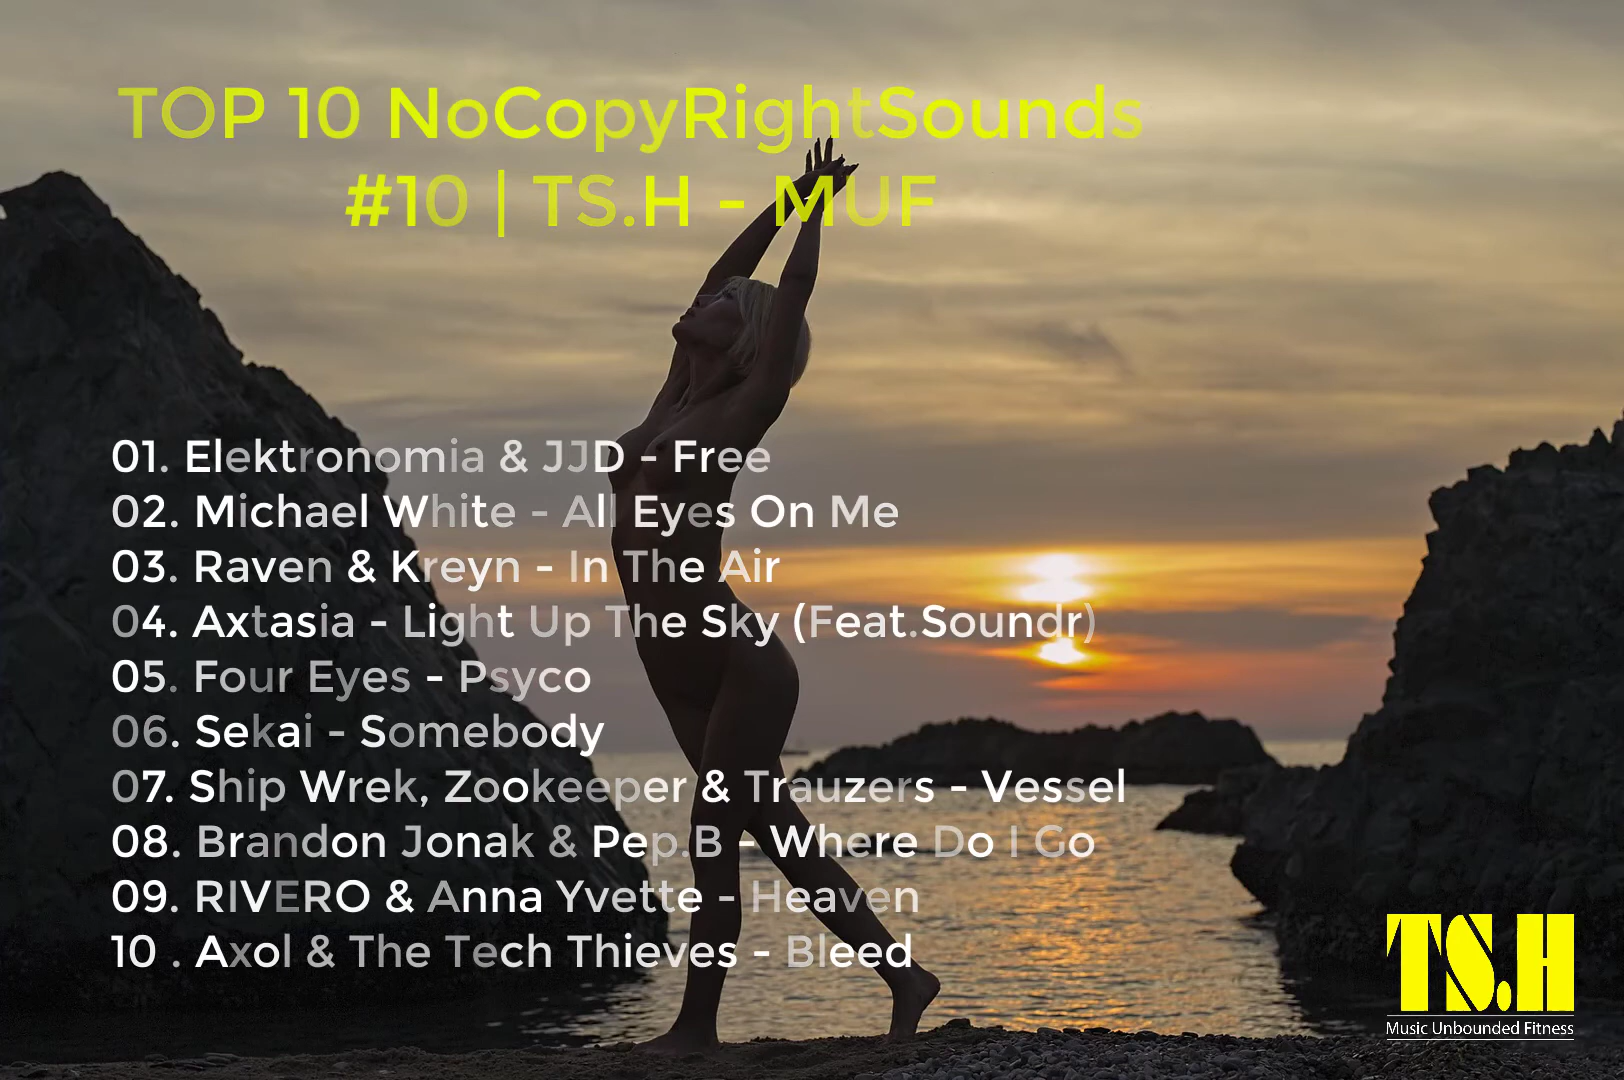 TOP 10 NoCopyRightSounds
#10 | TS.H - MUF
01. Elektronomia & JJD - Free
02. Michael White - All Eyes On Me
03. Raven & Kreyn - In The Air
04. Axtasia - Light Up The Sky (Feat.Soundr)
05. Four Eyes - Psyco
06. Sekai - Somebody
07. Ship Wrek, Zookeeper & Trauzers - Vessel
08. Brandon Jonak & Pep.B - Where Do I Go
09. RIVERO & Anna Yvette - Heaven
10 . Axol & The Tech Thieves - Bleed
TS.H
Music Unbounded Fitness